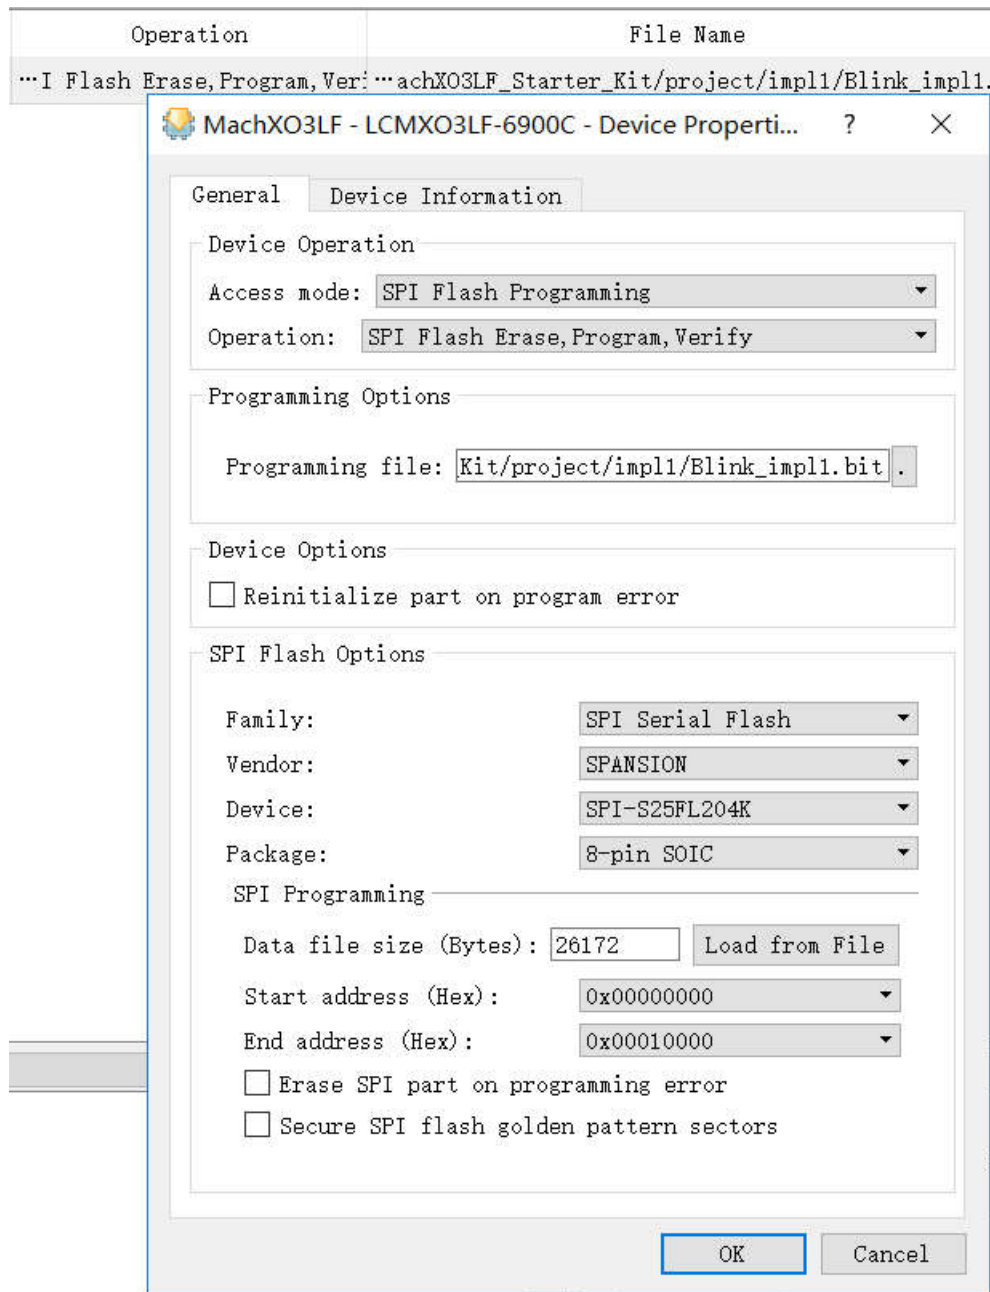 Operation File Name
…I Flash Erase,Program,Veri …achXO3LF_Starter_Kit/project/impl1/Blink_impl1.
MachXO3LF - LCMXO3LF-6900C - Device Properti... ? ×
General Device Information
Device Operation
Access mode: SPI Flash Programming
Operation: SPI Flash Erase,Program,Verify
Programming Options
Programming file: Kit/project/impl1/Blink_impl1.bit .
Device Options
Reinitialize part on program error
SPI Flash Options
Family: SPI Serial Flash
Vendor: SPANSION
Device: SPI-S25FL204K
Package: 8-pin SOIC
SPI Programming
Data file size (Bytes): 26172 Load from File
Start address (Hex): 0x00000000
End address (Hex): 0x00010000
Erase SPI part on programming error
Secure SPI flash golden pattern sectors
OK Cancel